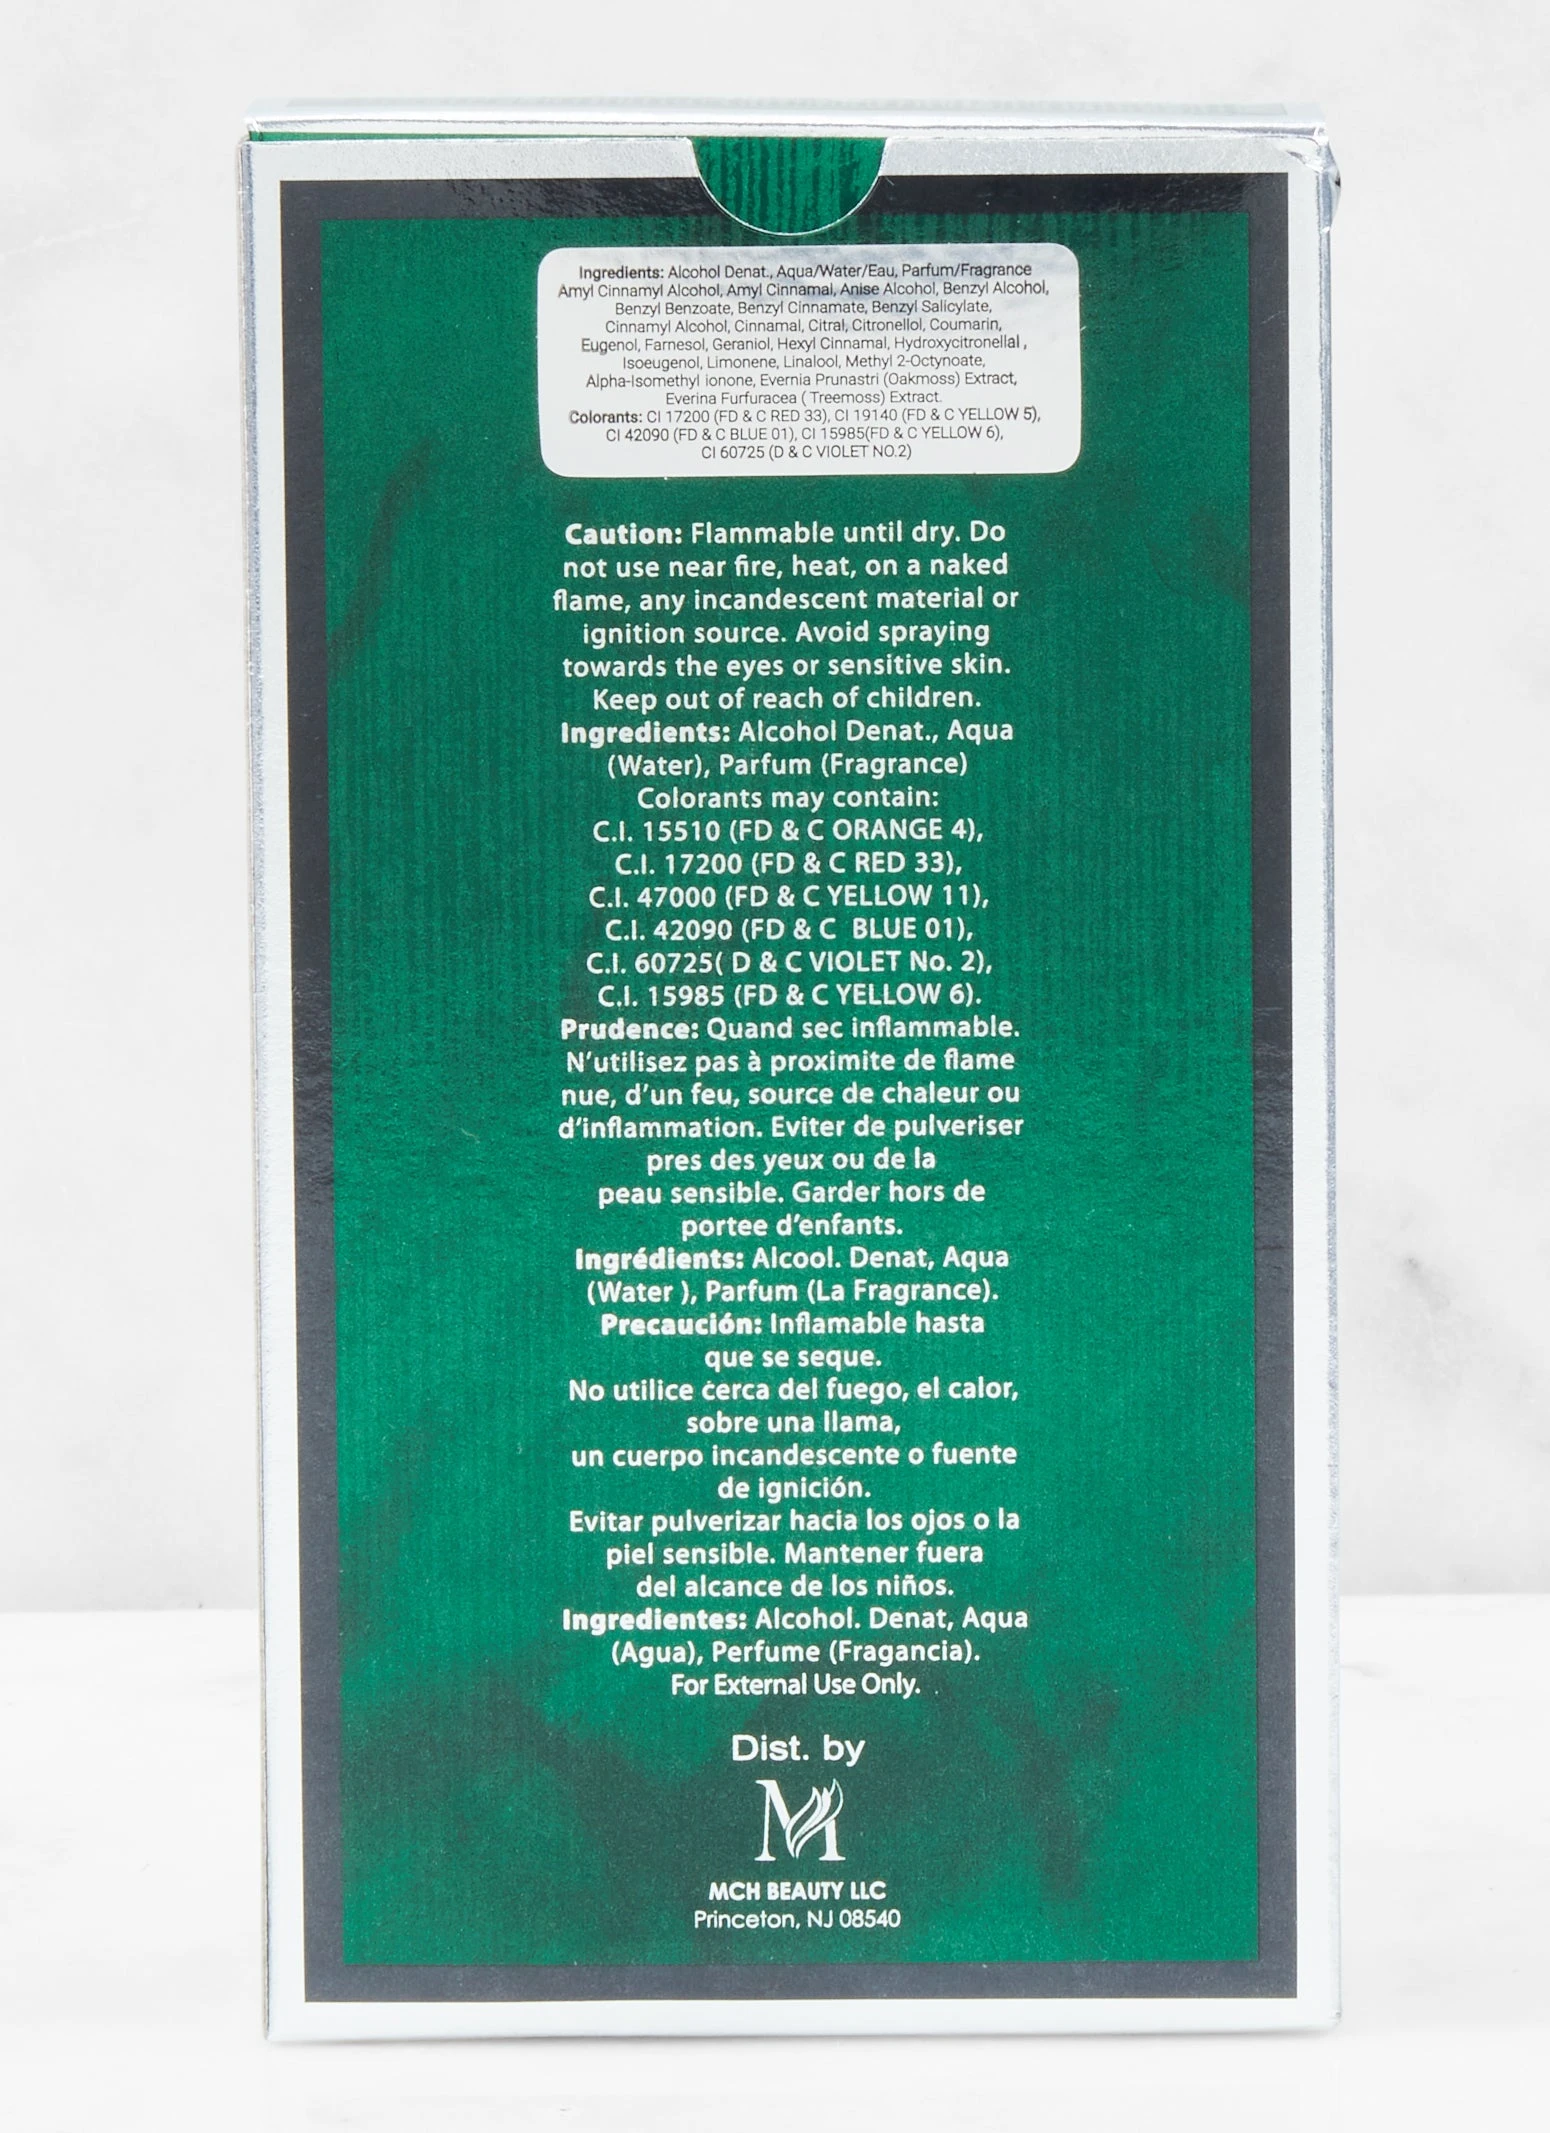 Ingredients: Alcohol Denat., Aqua/Water/Eau, Parfum/Fragrance
Amyl Cinnamyl Alcohol, Amyl Cinnamal, Anise Alcohol, Benzyl Alcohol,
Benzyl Benzoate, Benzyl Cinnamate, Benzyl Salicylate,
Cinnamyl Alcohol, Cinnamal, Citral, Citronellol, Coumarin,
Eugenol, Farnesol, Geraniol, Hexyl Cinnamal, Hydroxycitronellal ,
Isoeugenol, Limonene, Linalool, Methyl 2-Octynoate,
Alpha-Isomethyl ionone, Evernia Prunastri (Oakmoss) Extract,
Everina Furfuracea ( Treemoss) Extract.
Colorants: CI 17200 (FD & C RED 33), CI 19140 (FD & C YELLOW 5),
CI 42090 (FD & C BLUE 01), CI 15985(FD & C YELLOW 6),
CI 60725 (D & C VIOLET NO.2)
Caution: Flammable until dry. Do
not use near fire, heat, on a naked
flame, any incandescent material or
ignition source. Avoid spraying
towards the eyes or sensitive skin.
Keep out of reach of children.
Ingredients: Alcohol Denat., Aqua
(Water), Parfum (Fragrance)
Colorants may contain:
C.I. 15510 (FD & C ORANGE 4),
C.I. 17200 (FD & C RED 33),
C.I. 47000 (FD & C YELLOW 11),
C.I. 42090 (FD & C BLUE 01),
C.I. 60725( D & C VIOLET No. 2),
C.I. 15985 (FD & C YELLOW 6).
Prudence: Quand sec inflammable.
N'utilisez pas à proximite de flame
nue, d'un feu, source de chaleur ou
d'inflammation. Eviter de pulveriser
pres des yeux ou de la
peau sensible. Garder hors de
portee d'enfants.
Ingrédients: Alcool. Denat, Aqua
(Water ), Parfum (La Fragrance).
Precaución: Inflamable hasta
que se seque.
No utilice cerca del fuego, el calor,
sobre una llama,
un cuerpo incandescente o fuente
de ignición.
Evitar pulverizar hacia los ojos o la
piel sensible. Mantener fuera
del alcance de los niños.
Ingredientes: Alcohol. Denat, Aqua
(Agua), Perfume (Fragancia).
For External Use Only. .
Dist. by
M
MCH BEAUTY LLC
Princeton, NJ 08540